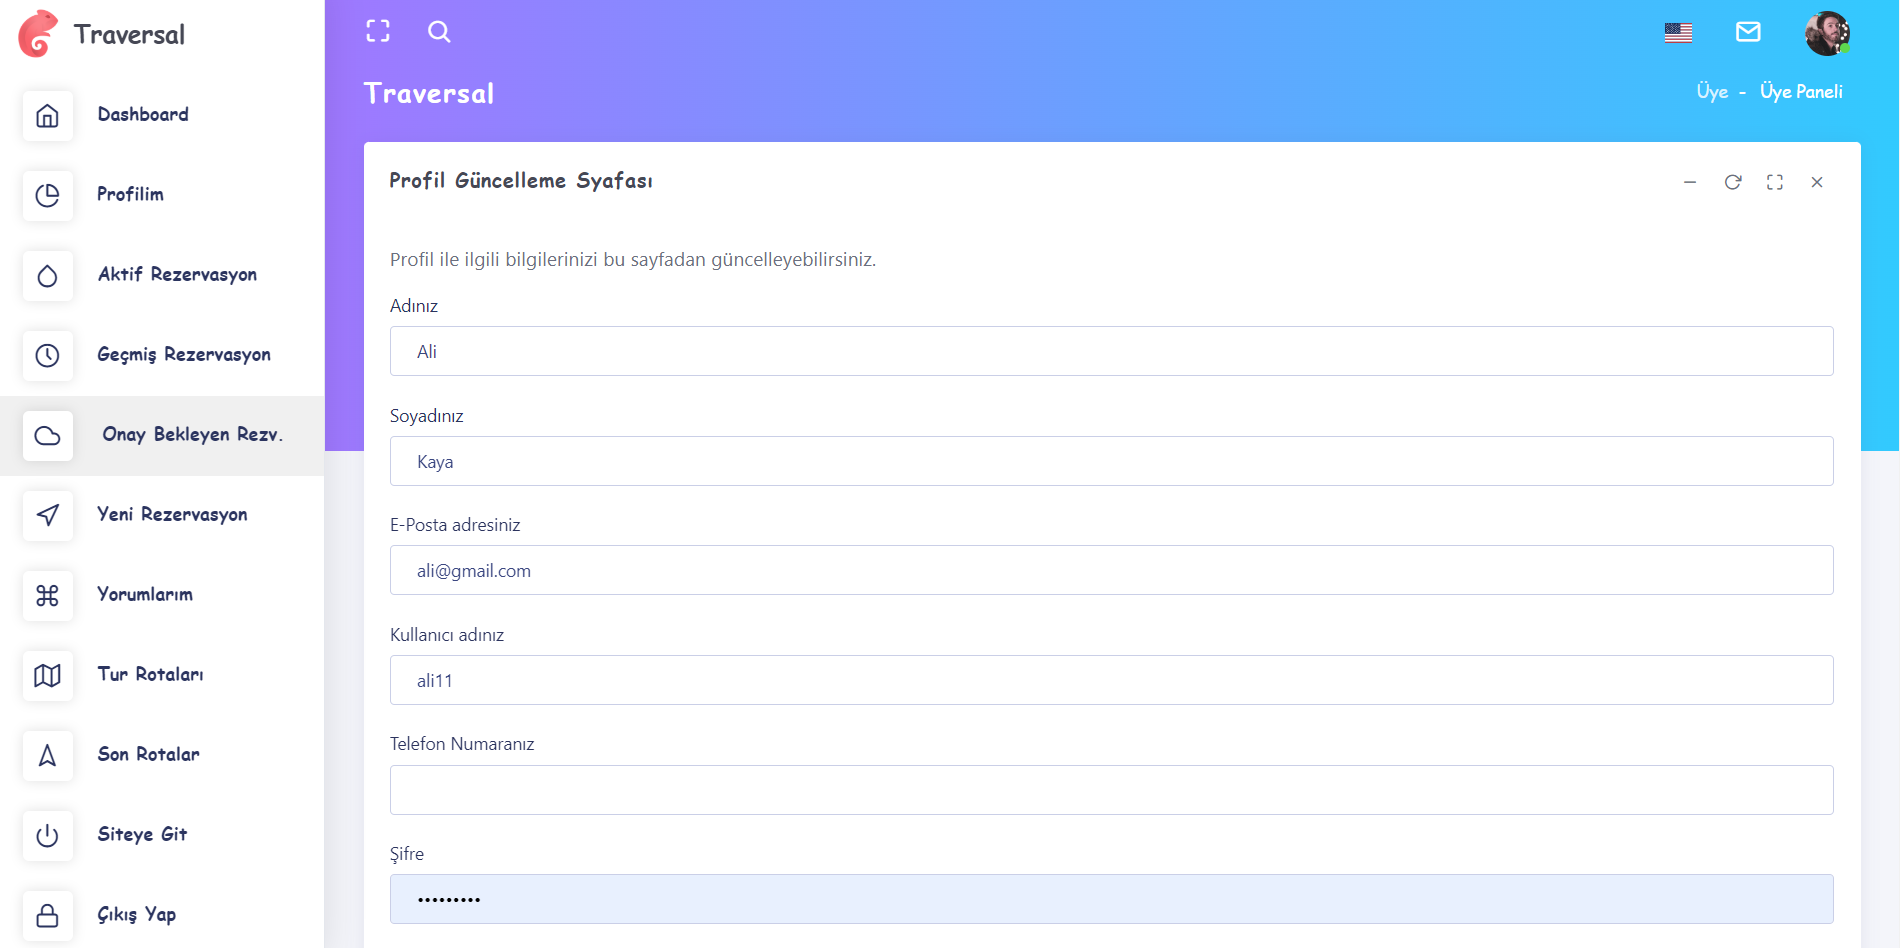 Traversal
Dashboard
Profilim
Aktif Rezervasyon
Geçmiş Rezervasyon
Onay Bekleyen Rezv.
Yeni Rezervasyon
Yorumlarım
Tur Rotaları
Son Rotalar
Siteye Git
Çıkış Yap
Traversal
Üye - Üye Paneli
Profil Güncelleme Syafası
Profil ile ilgili bilgilerinizi bu sayfadan güncelleyebilirsiniz.
Adınız
Ali
Soyadınız
Kaya
E-Posta adresiniz
ali@gmail.com
Kullanıcı adınız
ali11
Telefon Numaranız
Şifre
•••••••••